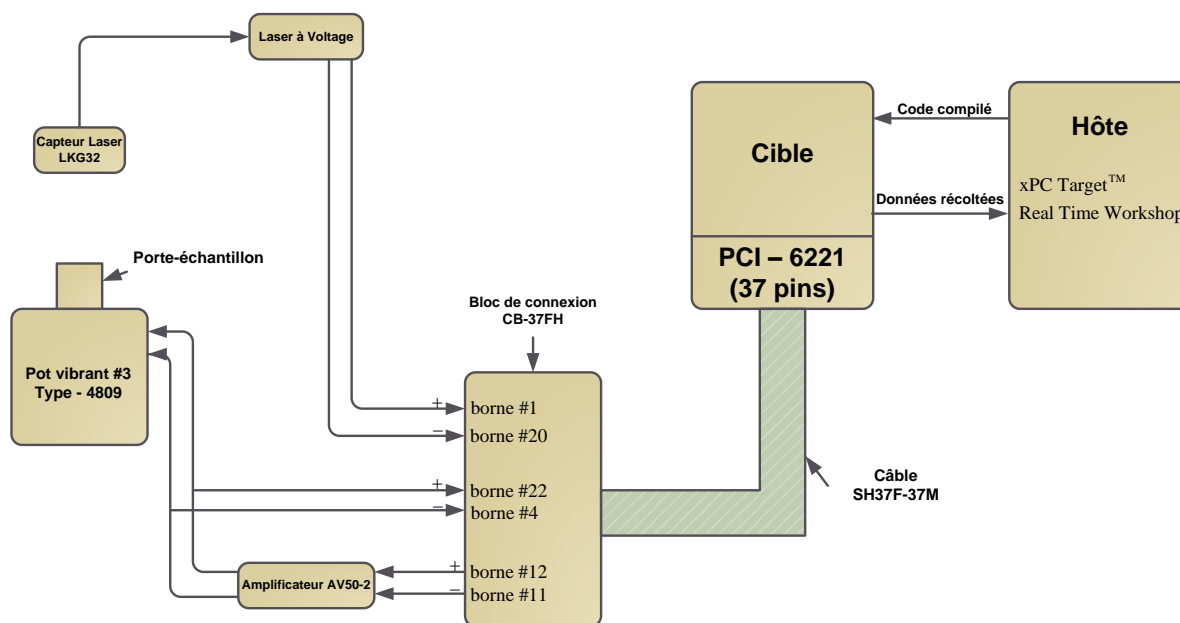 Laser à Voltage
Capteur Laser
LKG32
Cible
PCI – 6221
(37 pins)
Code compilé
Données récoltées
Hôte
xPC Target™
Real Time Workshop
Porte-échantillon
Pot vibrant #3
Type - 4809
Bloc de connexion
CB-37FH
+ borne #1
− borne #20
+ borne #22
− borne #4
+ borne #12
− borne #11
Amplificateur AV50-2
Câble
SH37F-37M